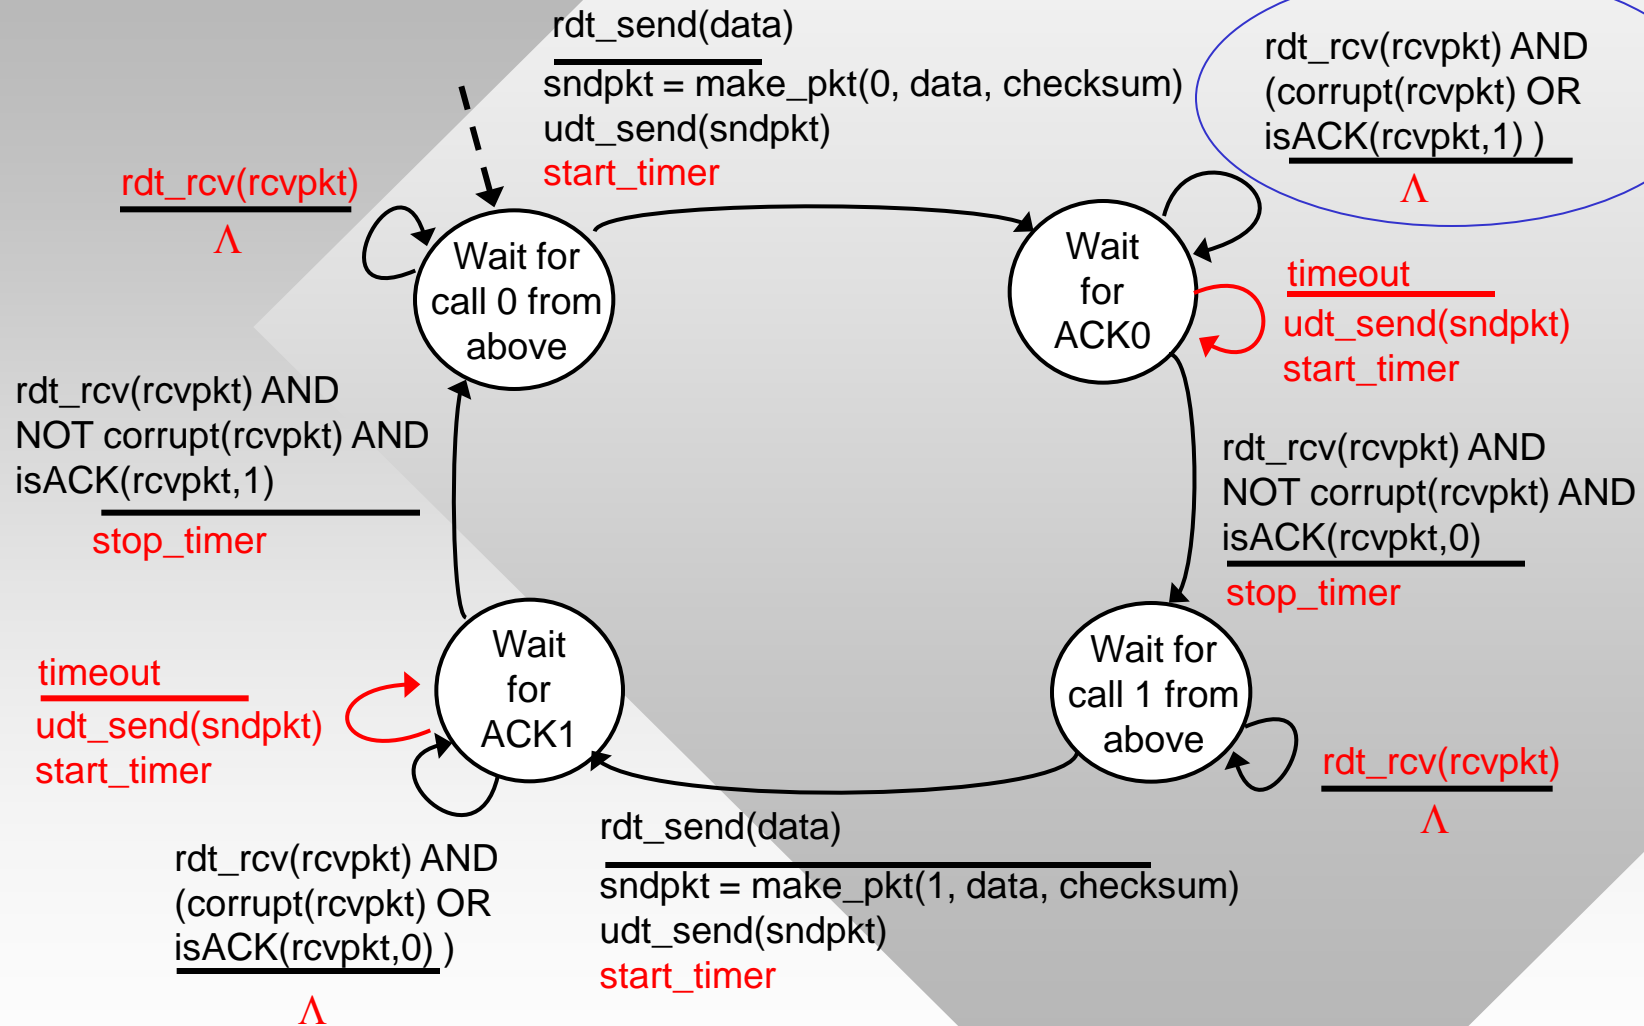 rdt_send(data)
sndpkt = make_pkt(0, data, checksum)
udt_send(sndpkt)
start_timer
rdt_rcv(rcvpkt) AND
(corrupt(rcvpkt) OR
isACK(rcvpkt,1) )
Λ
rdt_rcv(rcvpkt)
Λ
Wait for
call 0 from
above
Wait
for
ACK0
timeout
udt_send(sndpkt)
start_timer
rdt_rcv(rcvpkt) AND
NOT corrupt(rcvpkt) AND
isACK(rcvpkt,1)
stop_timer
rdt_rcv(rcvpkt) AND
NOT corrupt(rcvpkt) AND
isACK(rcvpkt,0)
stop_timer
timeout
udt_send(sndpkt)
start_timer
Wait
for
ACK1
Wait for
call 1 from
above
rdt_rcv(rcvpkt)
Λ
rdt_rcv(rcvpkt) AND
(corrupt(rcvpkt) OR
isACK(rcvpkt,0) )
Λ
rdt_send(data)
sndpkt = make_pkt(1, data, checksum)
udt_send(sndpkt)
start_timer